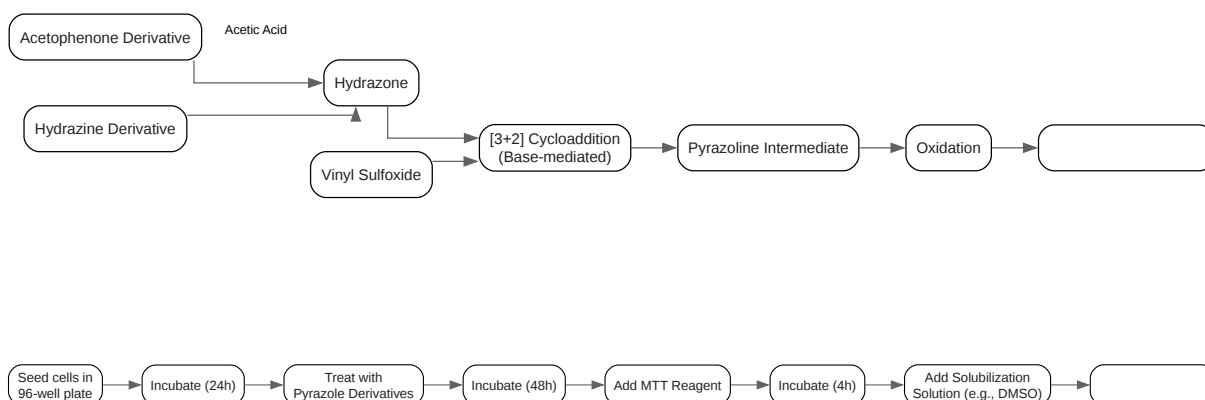 Acetophenone Derivative
Acetic Acid
Hydrazone
Hydrazine Derivative
[3+2] Cycloaddition
(Base-mediated)
Pyrazoline Intermediate
Oxidation
Vinyl Sulfoxide
Seed cells in
96-well plate
Incubate (24h)
Treat with
Pyrazole Derivatives
Incubate (48h)
Add MTT Reagent
Incubate (4h)
Add Solubilization
Solution (e.g., DMSO)